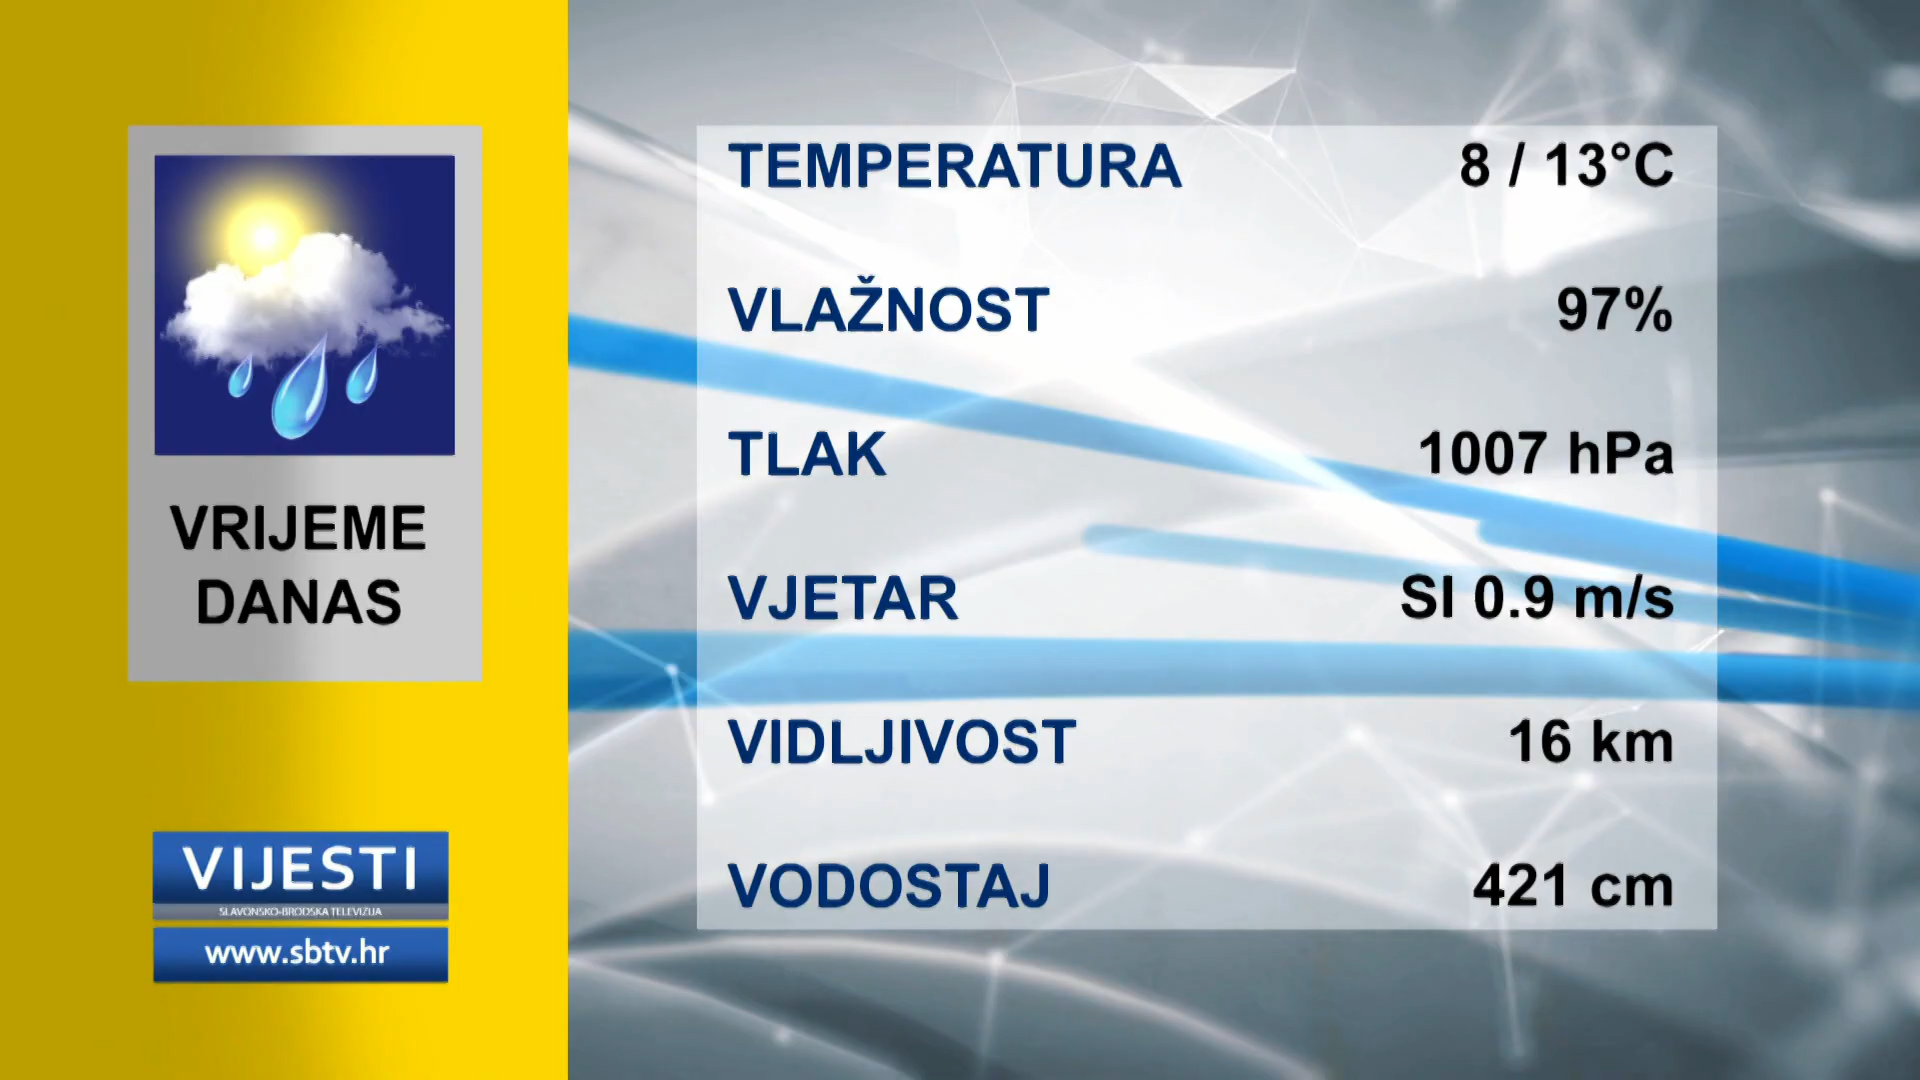 VRIJEME
DANAS
VIJESTI
SLAVONSKO-BRODSKA TELEVIZIJA
www.sbtv.hr
TEMPERATURA 8 / 13°C
VLAŽNOST 97%
TLAK 1007 hPa
VJETAR SI 0.9 m/s
VIDLJIVOST 16 km
VODOSTAJ 421 cm